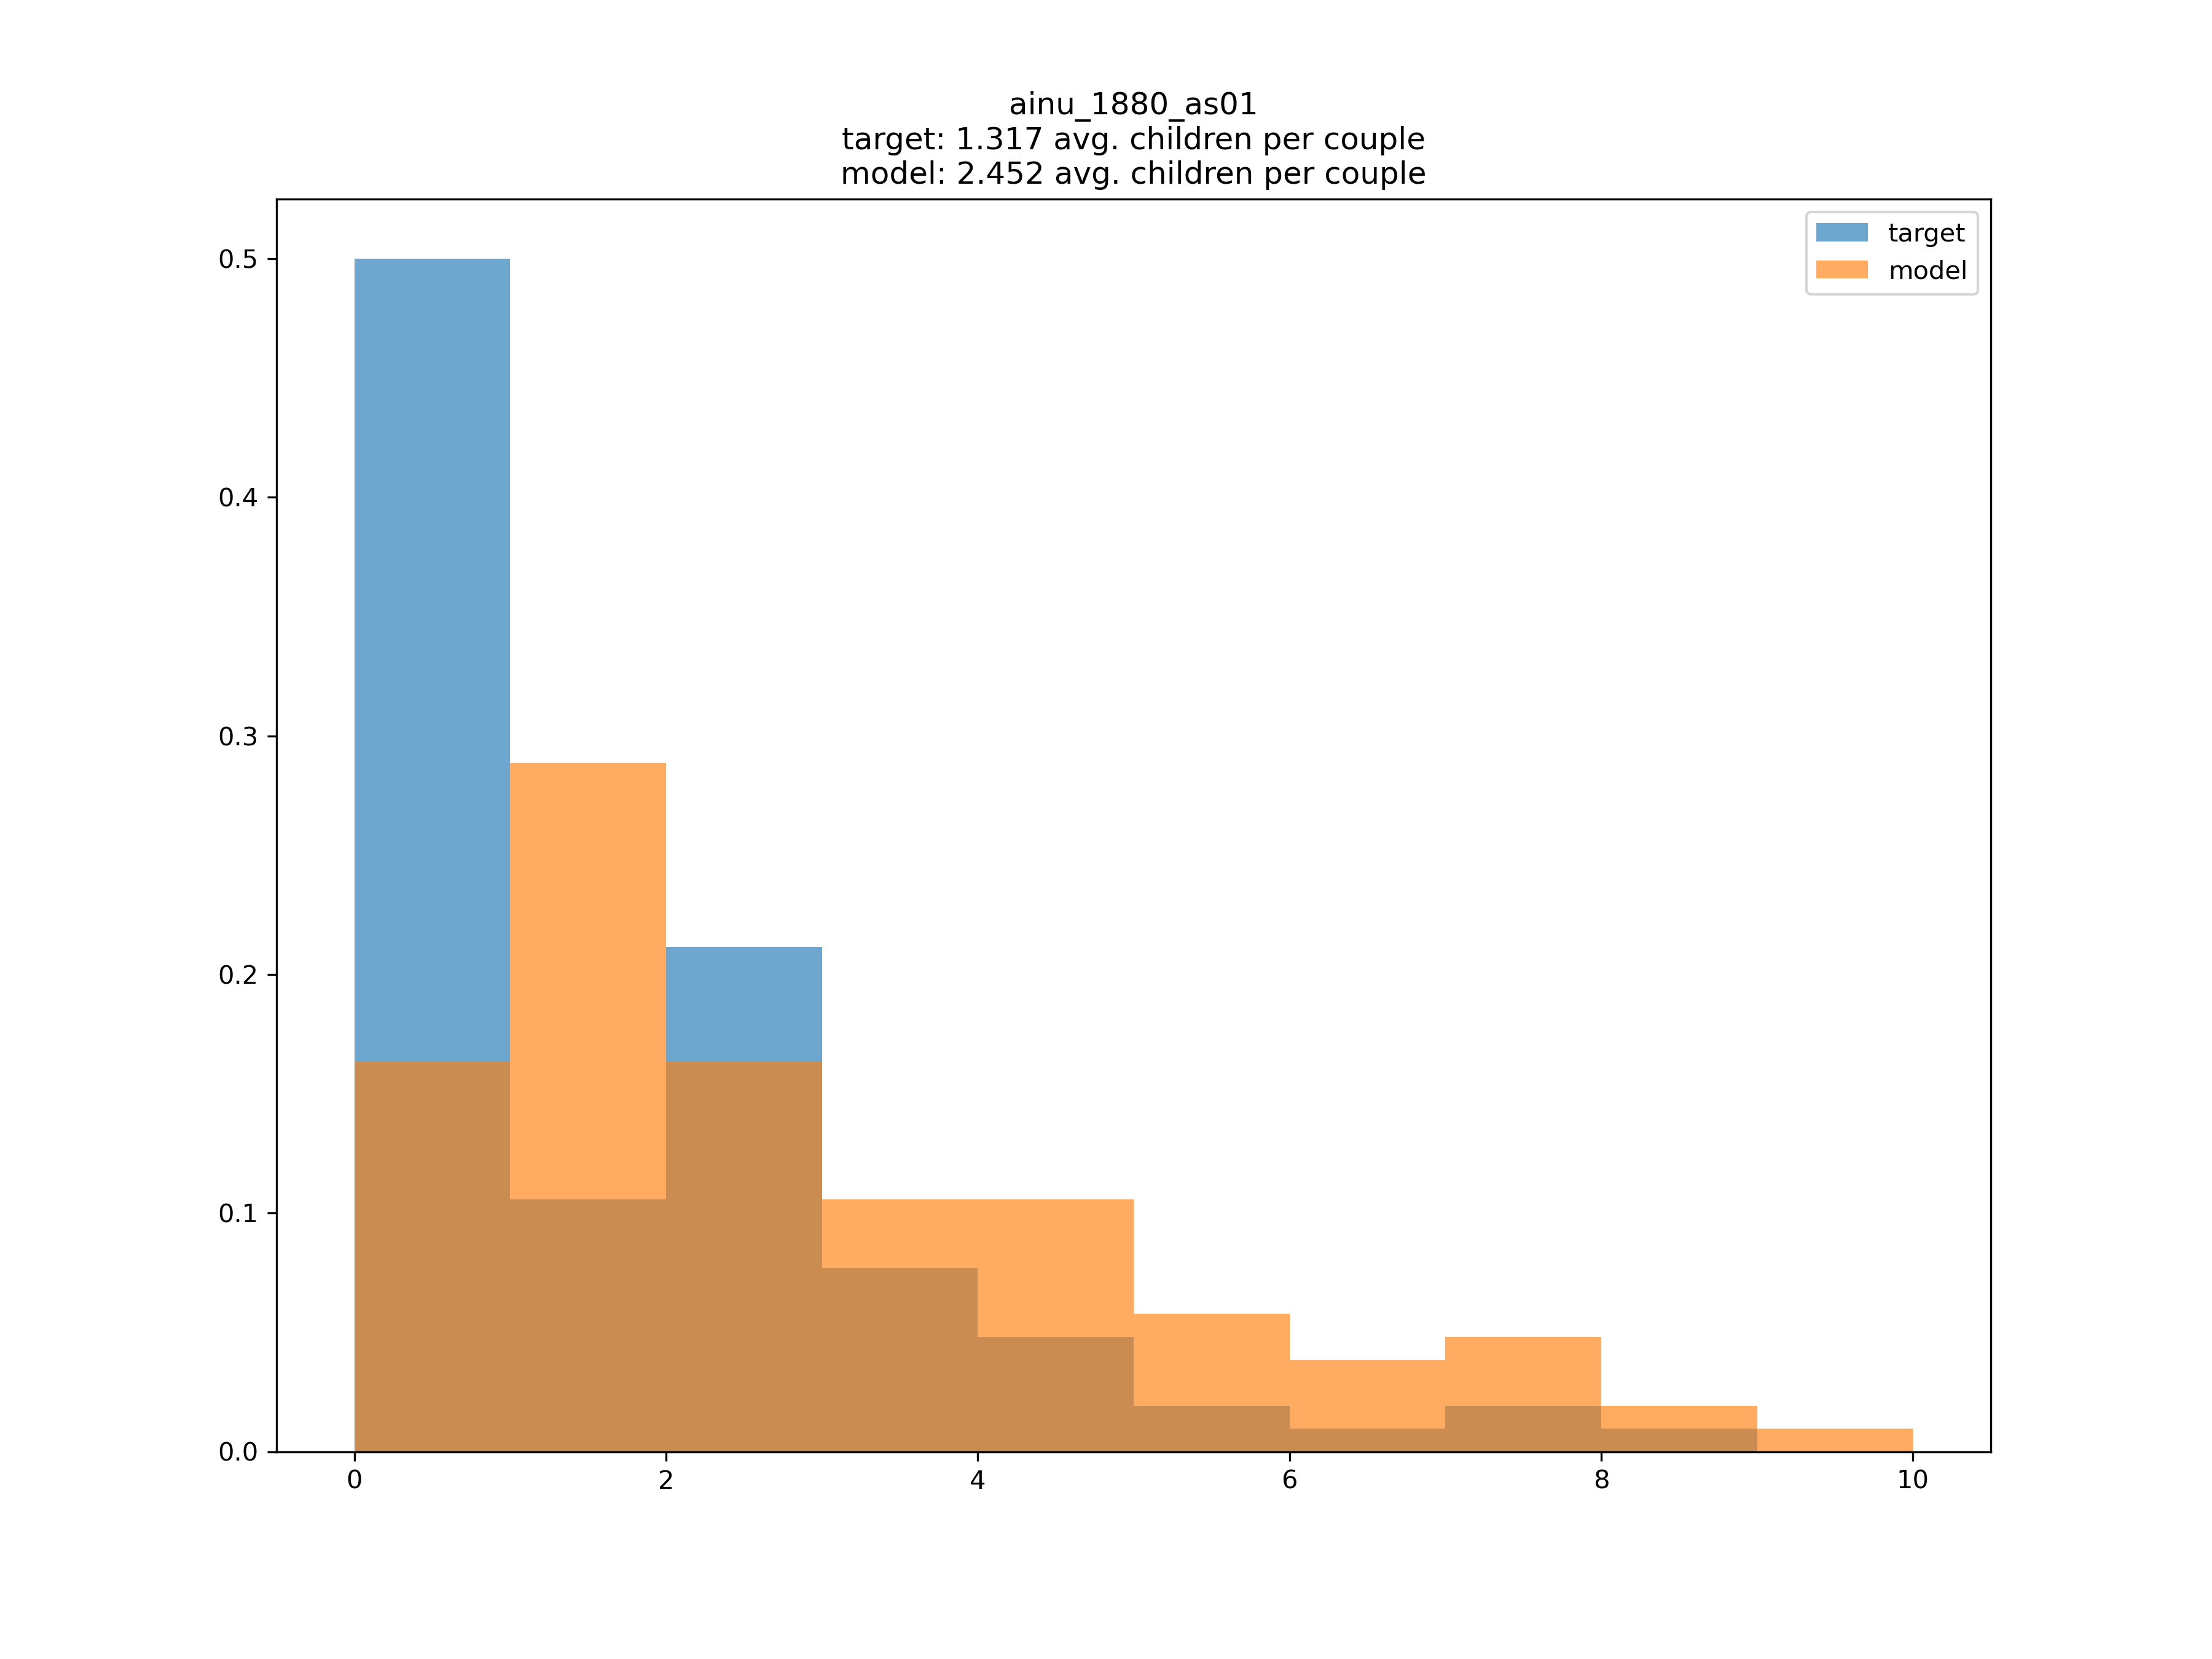 ainu_1880_as01
target: 1.317 avg. children per couple
model: 2.452 avg. children per couple
target
model
0.5
0.4
0.3
0.2
0.1
0.0
0 2 4 6 8 10